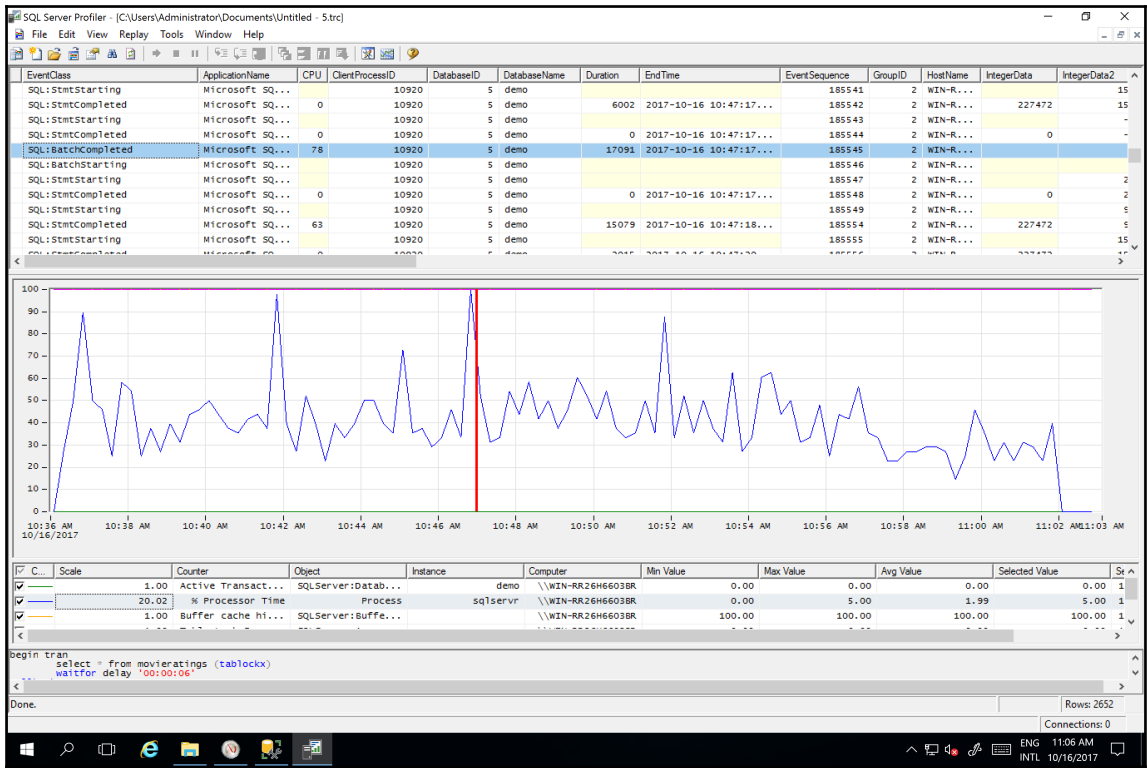 SQL Server Profiler - [C:\Users\Administrator\Documents\Untitled - 5.trc]
File Edit View Replay Tools Window Help
EventClass ApplicationName CPU ClientProcessID DatabaseID DatabaseName Duration EndTime EventSequence GroupID HostName IntegerData IntegerData2
SQL:StmtStarting Microsoft SQ... 10920 5 demo 185541 2 WIN-R... 15
SQL:StmtCompleted Microsoft SQ... 0 10920 5 demo 6002 2017-10-16 10:47:17... 185542 2 WIN-R... 227472 15
SQL:StmtStarting Microsoft SQ... 10920 5 demo 185543 2 WIN-R... -
SQL:StmtCompleted Microsoft SQ... 0 10920 5 demo 0 2017-10-16 10:47:17... 185544 2 WIN-R... 0 -
SQL:BatchCompleted Microsoft SQ... 78 10920 5 demo 17091 2017-10-16 10:47:17... 185545 2 WIN-R...
SQL:BatchStarting Microsoft SQ... 10920 5 demo 185546 2 WIN-R...
SQL:StmtStarting Microsoft SQ... 10920 5 demo 185547 2 WIN-R... 2
SQL:StmtCompleted Microsoft SQ... 0 10920 5 demo 0 2017-10-16 10:47:17... 185548 2 WIN-R... 0 2
SQL:StmtStarting Microsoft SQ... 10920 5 demo 185549 2 WIN-R... 9
SQL:StmtCompleted Microsoft SQ... 63 10920 5 demo 15079 2017-10-16 10:47:18... 185554 2 WIN-R... 227472 9
SQL:StmtStarting Microsoft SQ... 10920 5 demo 185555 2 WIN-R... 15
100
90
80
70
60
50
40
30
20
10
0
10:36 AM 10:38 AM 10:40 AM 10:42 AM 10:44 AM 10:46 AM 10:48 AM 10:50 AM 10:52 AM 10:54 AM 10:56 AM 10:58 AM 11:00 AM 11:02 AM 11:03 AM
10/16/2017
C... Scale Counter Object Instance Computer Min Value Max Value Avg Value Selected Value Se
1.00 Active Transact... SQLServer:Datab... demo \\WIN-RR26H6603BR 0.00 0.00 0.00 0.00 1
20.02 % Processor Time Process sqlservr \\WIN-RR26H6603BR 0.00 5.00 1.99 5.00 1
1.00 Buffer cache hi... SQLServer:Buffe... \\WIN-RR26H6603BR 100.00 100.00 100.00 100.00 1
begin tran
select * from movieratings (tablockx)
waitfor delay '00:00:06'
Done. Rows: 2652
Connections: 0
ENG 11:06 AM
INTL 10/16/2017